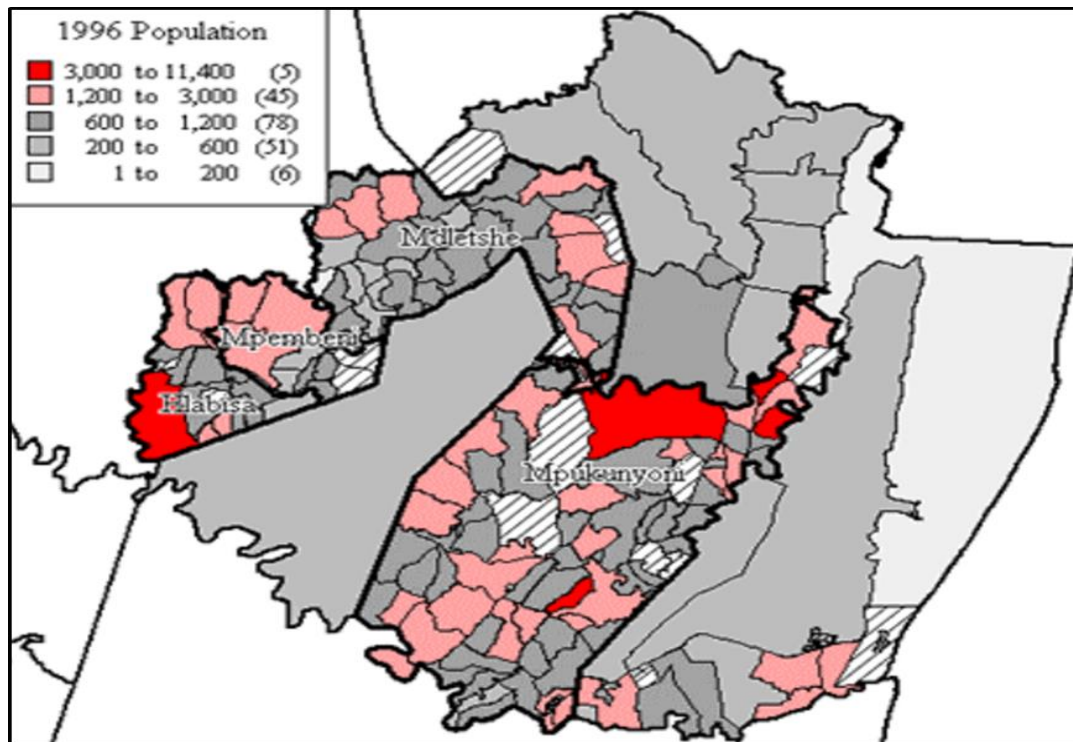 1996 Population
3,000 to 11,400 (5)
1,200 to 3,000 (45)
600 to 1,200 (78)
200 to 600 (51)
1 to 200 (6)
Mdletshe
Mpembeni
Hlabisa
Mpukunyoni